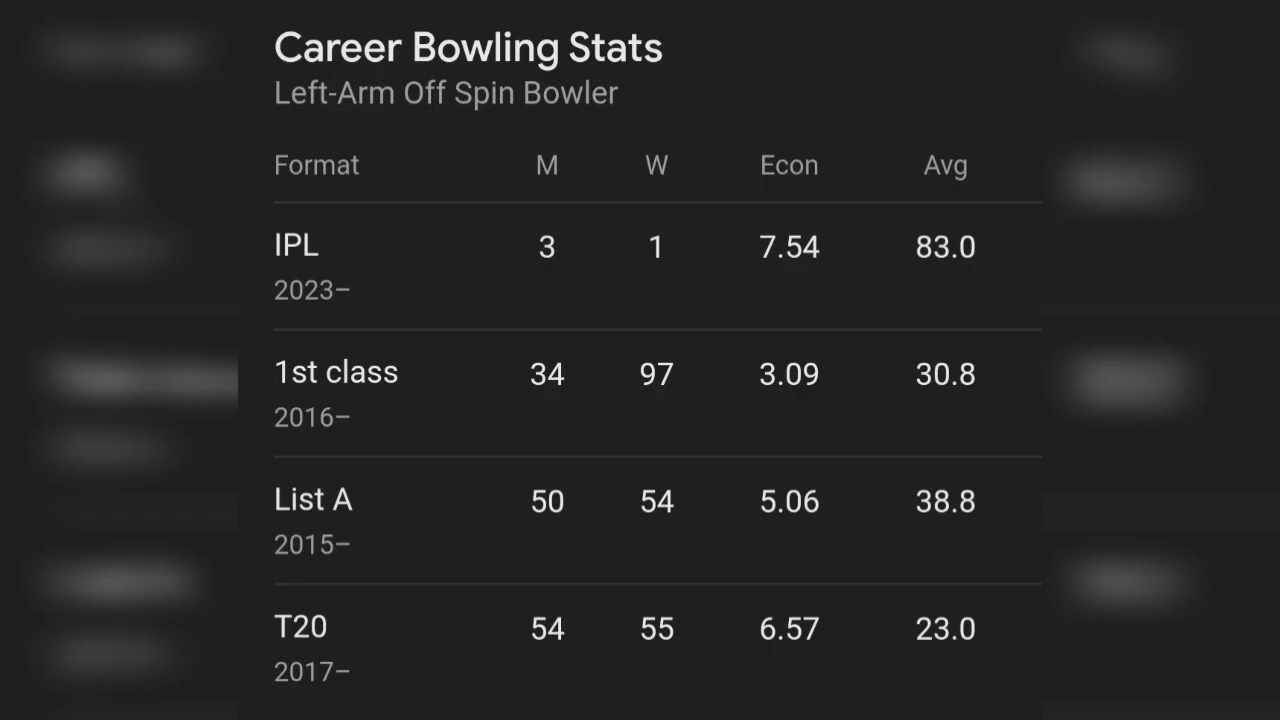 Career Bowling Stats
Left-Arm Off Spin Bowler
Format M W Econ Avg
IPL 3 1 7.54 83.0
2023–
1st class 34 97 3.09 30.8
2016–
List A 50 54 5.06 38.8
2015–
T20 54 55 6.57 23.0
2017–